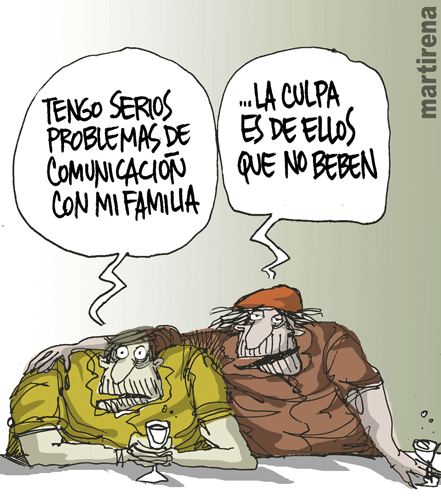 martirena
TENGO SERIOS
PROBLEMAS DE
COMUNICACIÓN
CON MI FAMILIA
...LA CULPA
ES DE ELLOS
QUE NO BEBEN